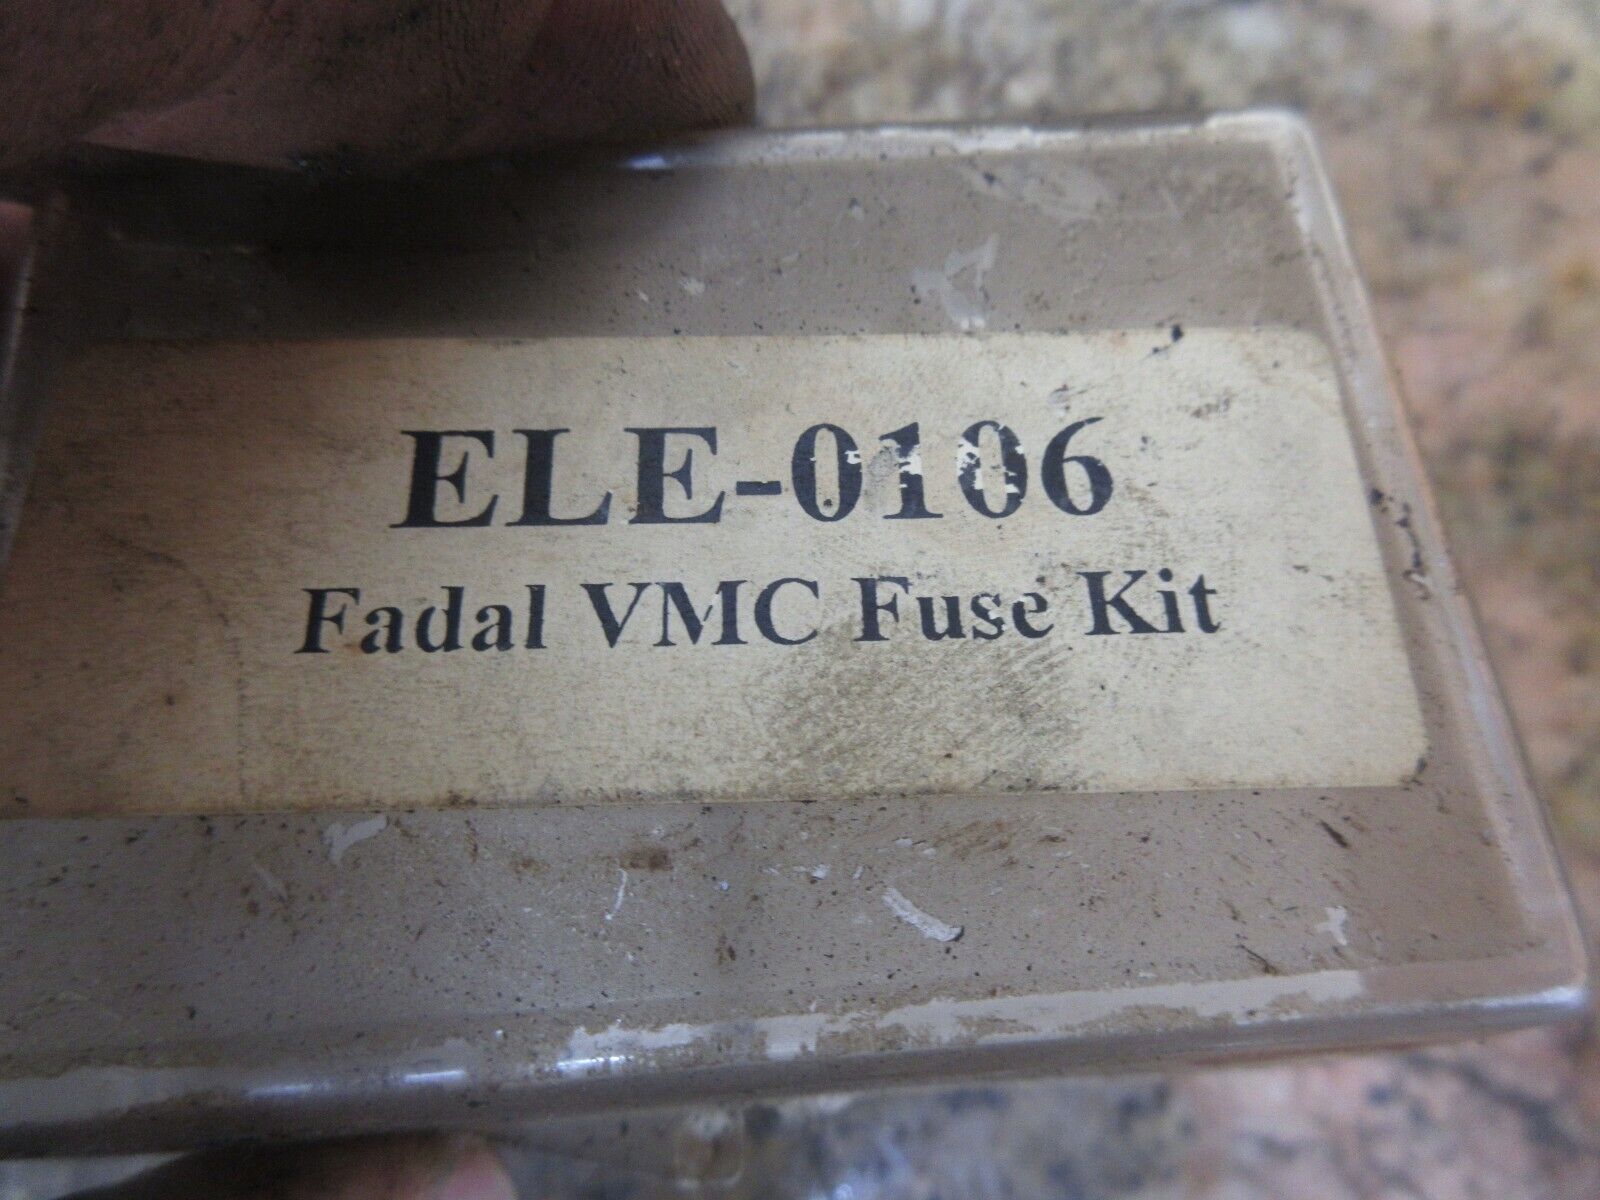 ELE-0106
Fadal VMC Fuse Kit